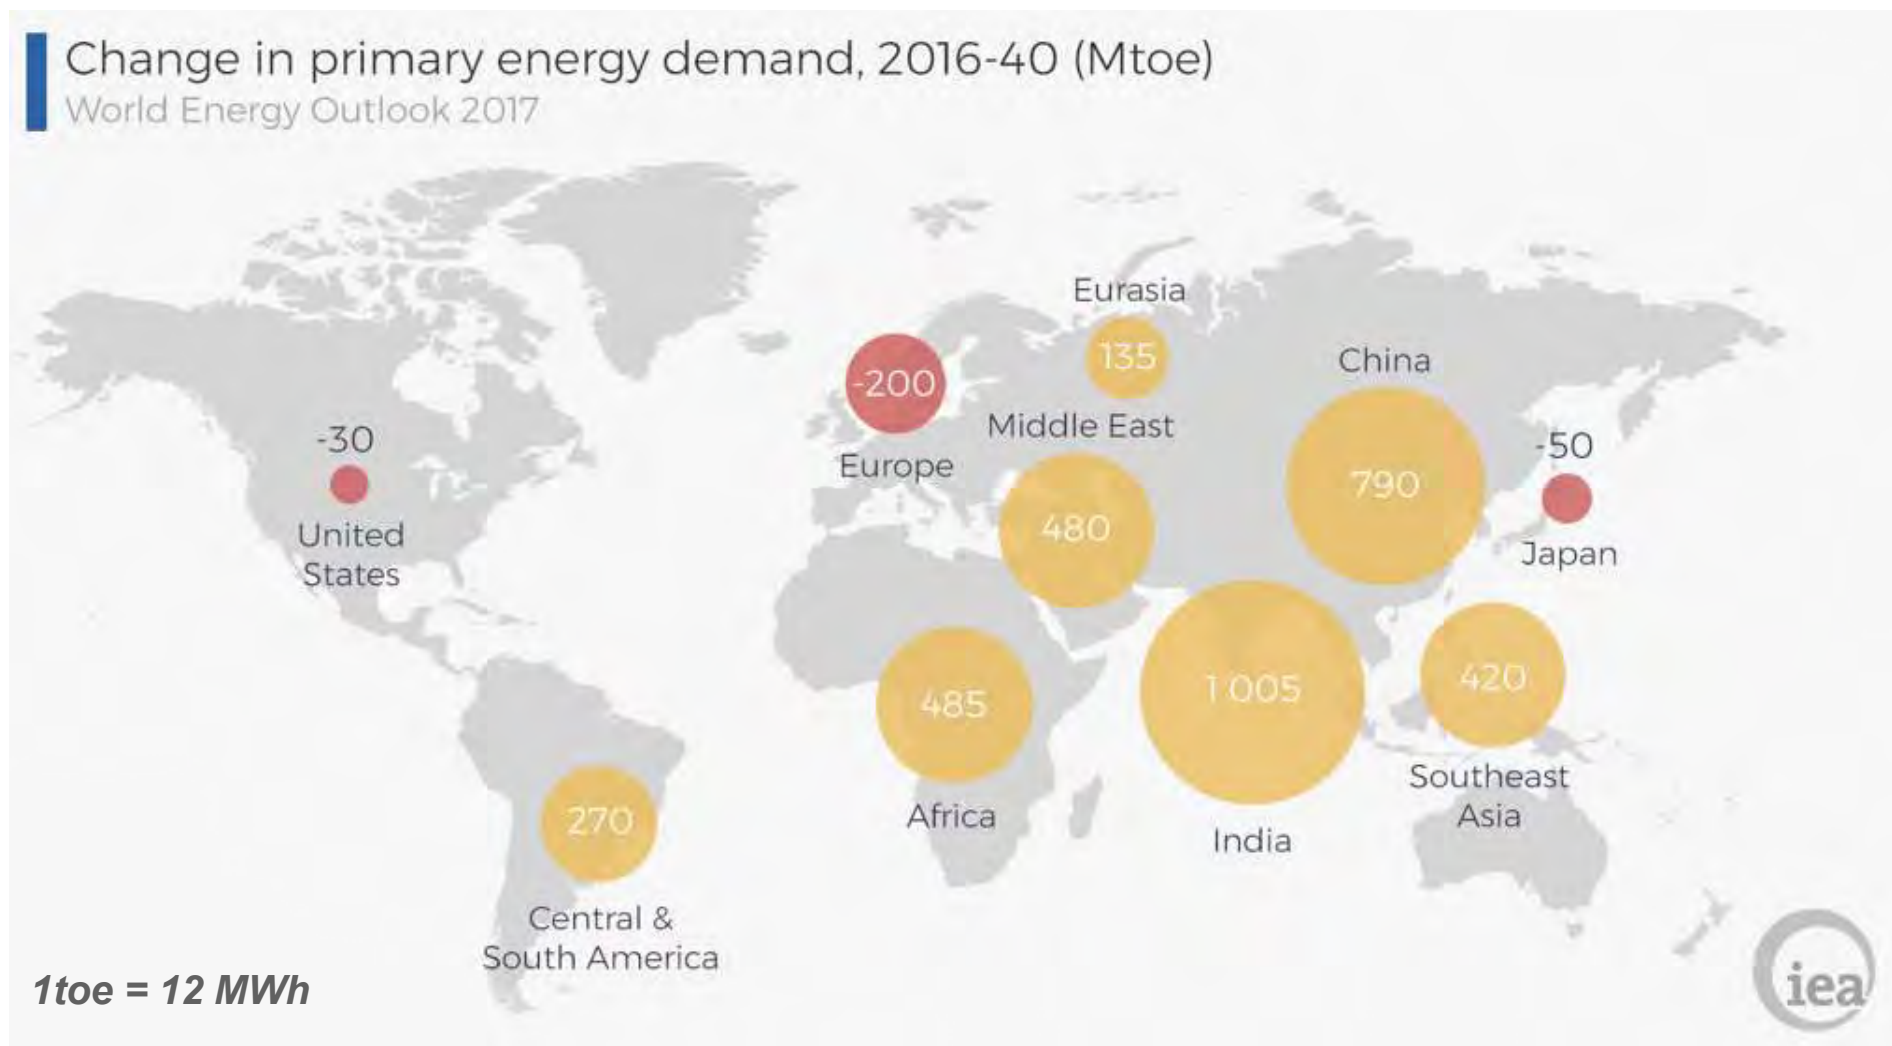 Change in primary energy demand, 2016-40 (Mtoe)
World Energy Outlook 2017
Eurasia
135
China
790
-200
Europe
Middle East
480
-30
United
States
-50
Japan
485
Africa
1 005
India
420
Southeast
Asia
270
Central &
South America
1toe = 12 MWh
iea